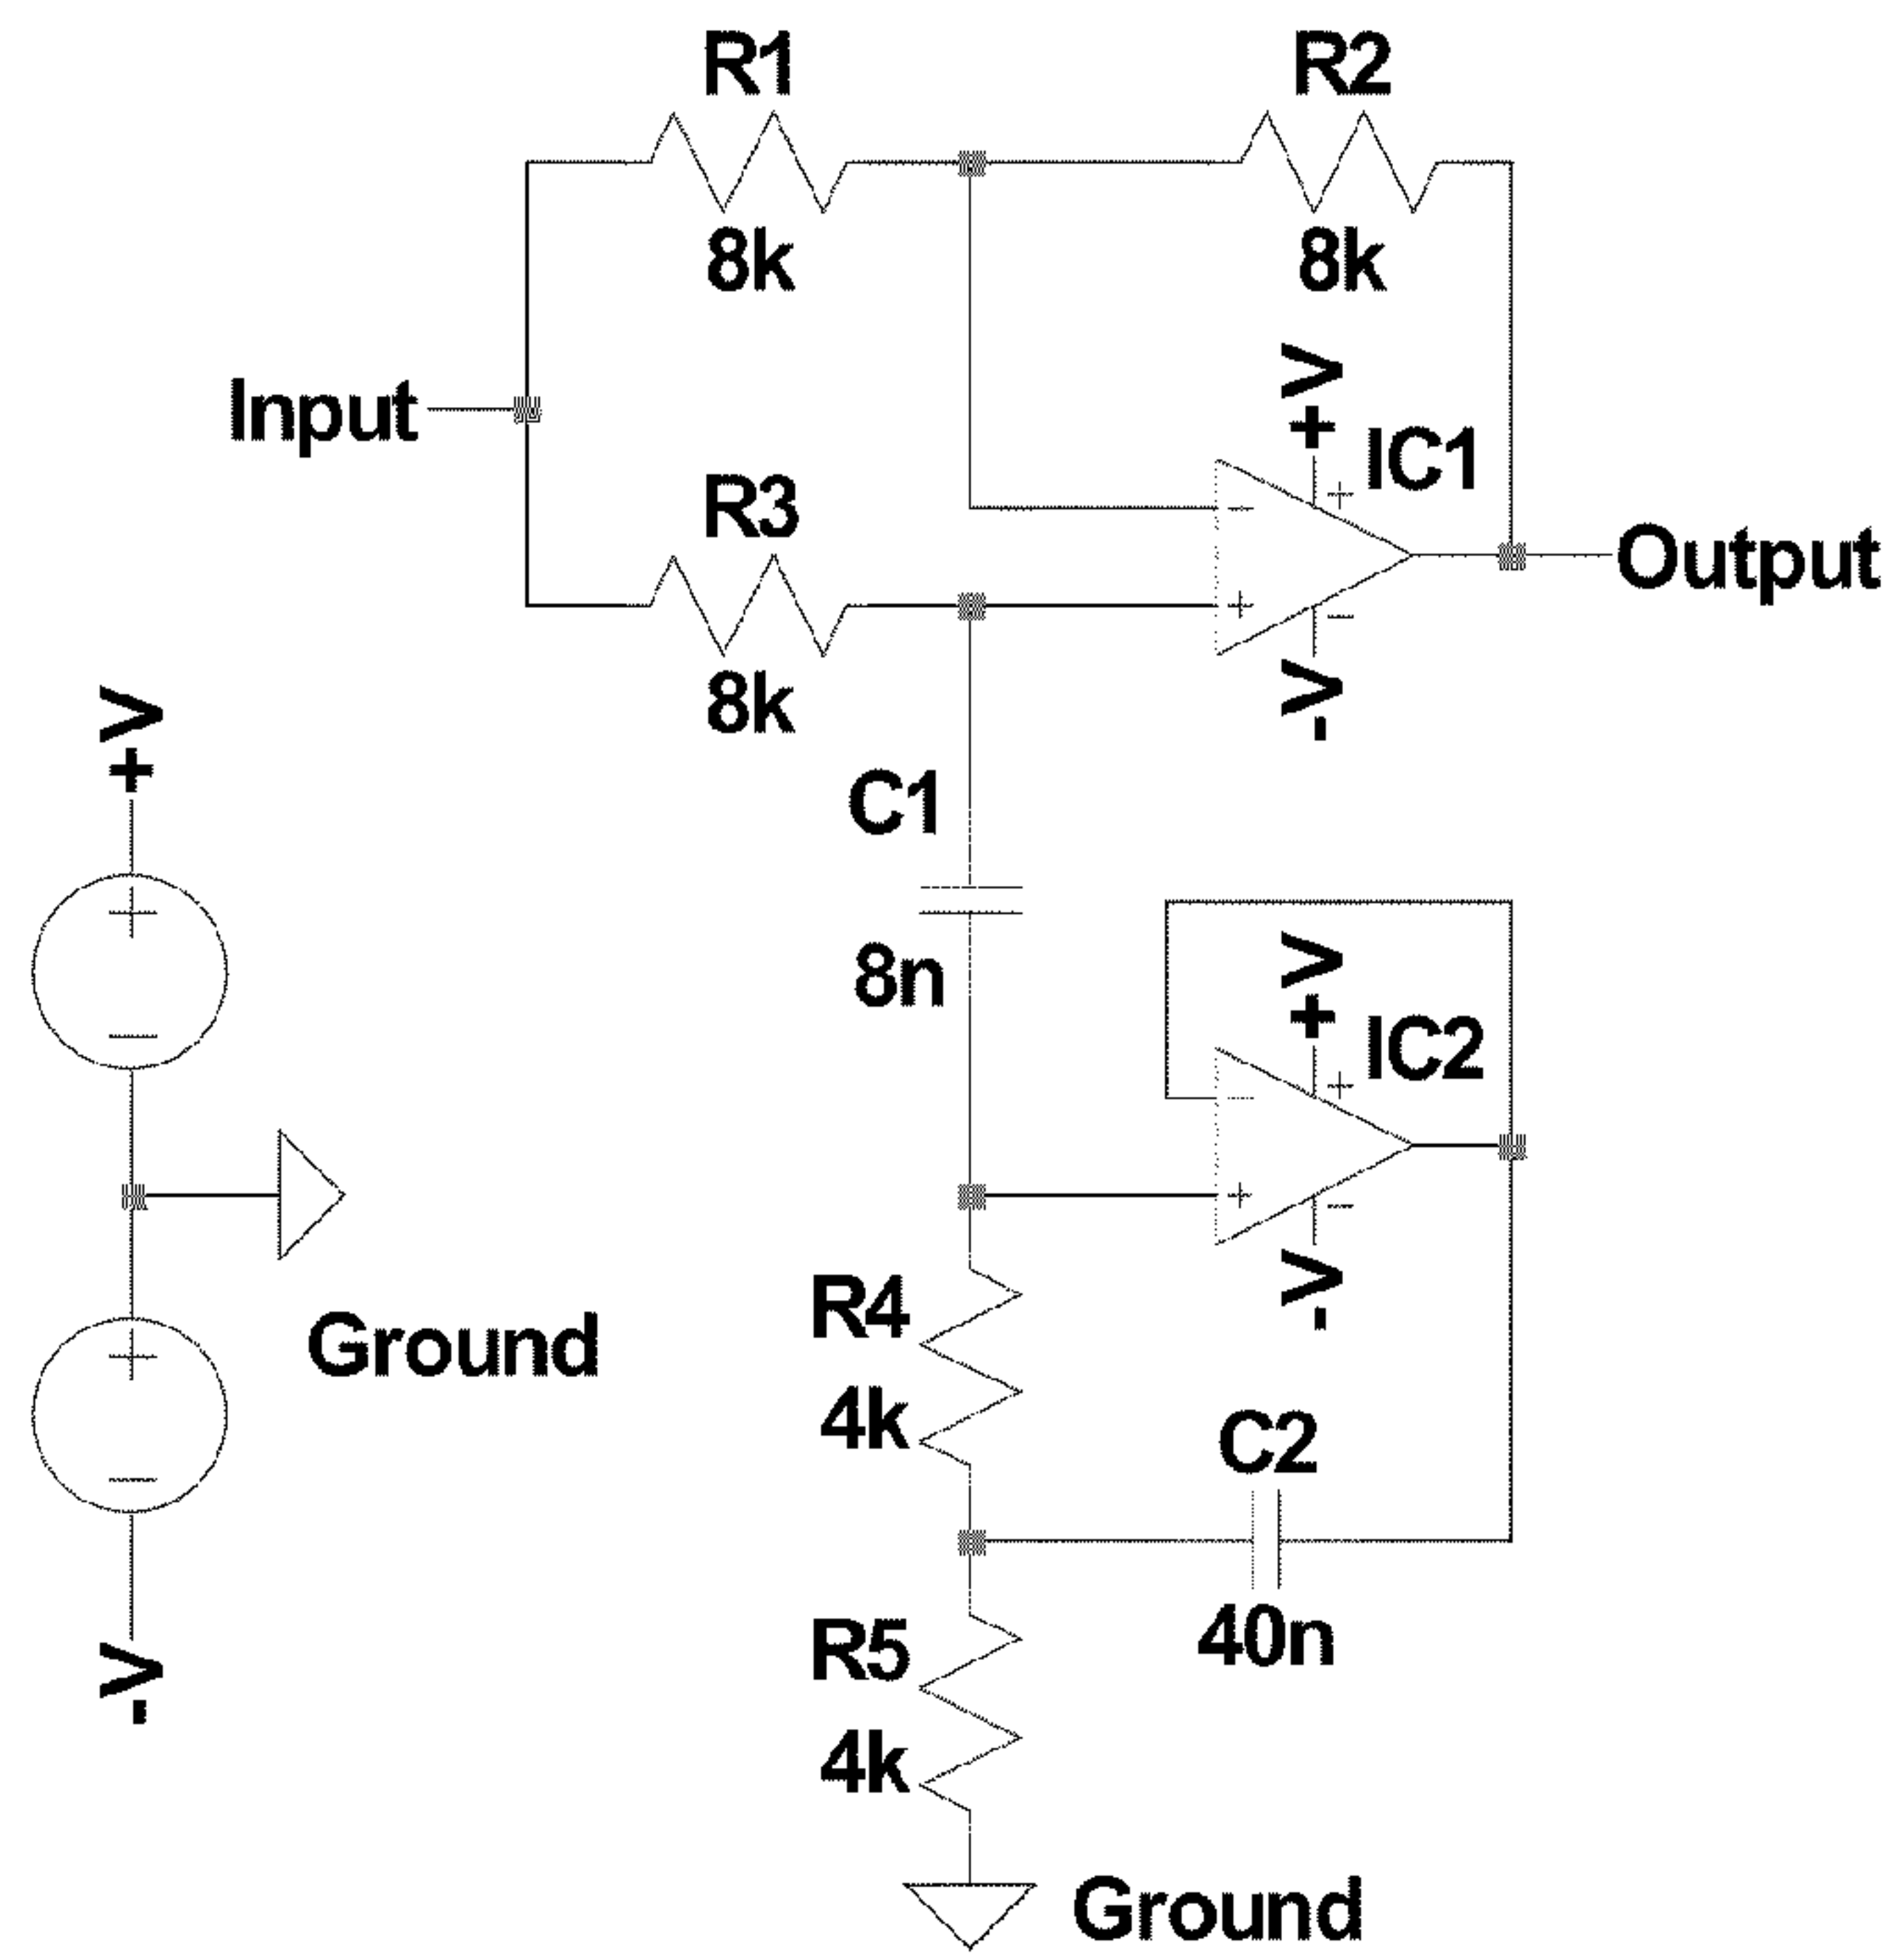 R1
R2
8k
8k
+V
Input
IC1
R3
Output
8k
-V
+V
C1
8n
+V
IC2
R4
-V
Ground
4k
C2
R5
40n
-V
4k
Ground